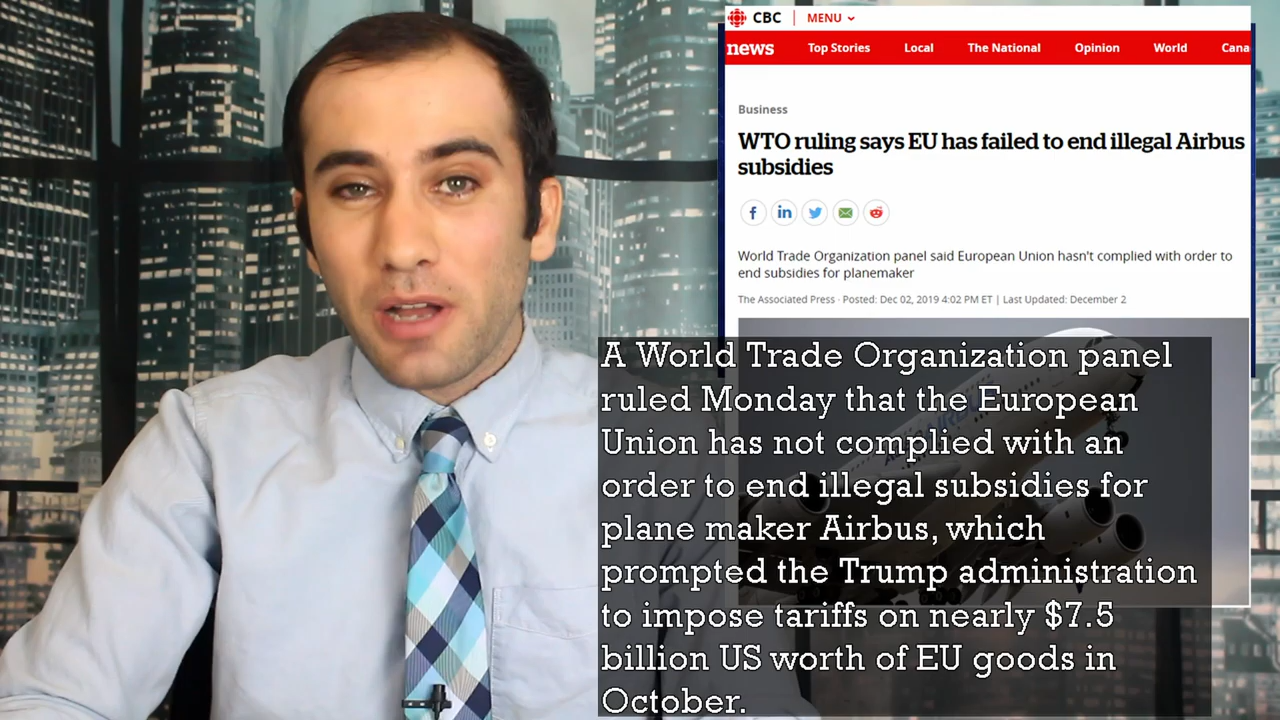 CBC | MENU
news Top Stories Local The National Opinion World Cana
Business
WTO ruling says EU has failed to end illegal Airbus
subsidies
World Trade Organization panel said European Union hasn't complied with order to
end subsidies for planemaker
The Associated Press · Posted: Dec 02, 2019 4:02 PM ET | Last Updated: December 2
A World Trade Organization panel
ruled Monday that the European
Union has not complied with an
order to end illegal subsidies for
plane maker Airbus, which
prompted the Trump administration
to impose tariffs on nearly $7.5
billion US worth of EU goods in
October.